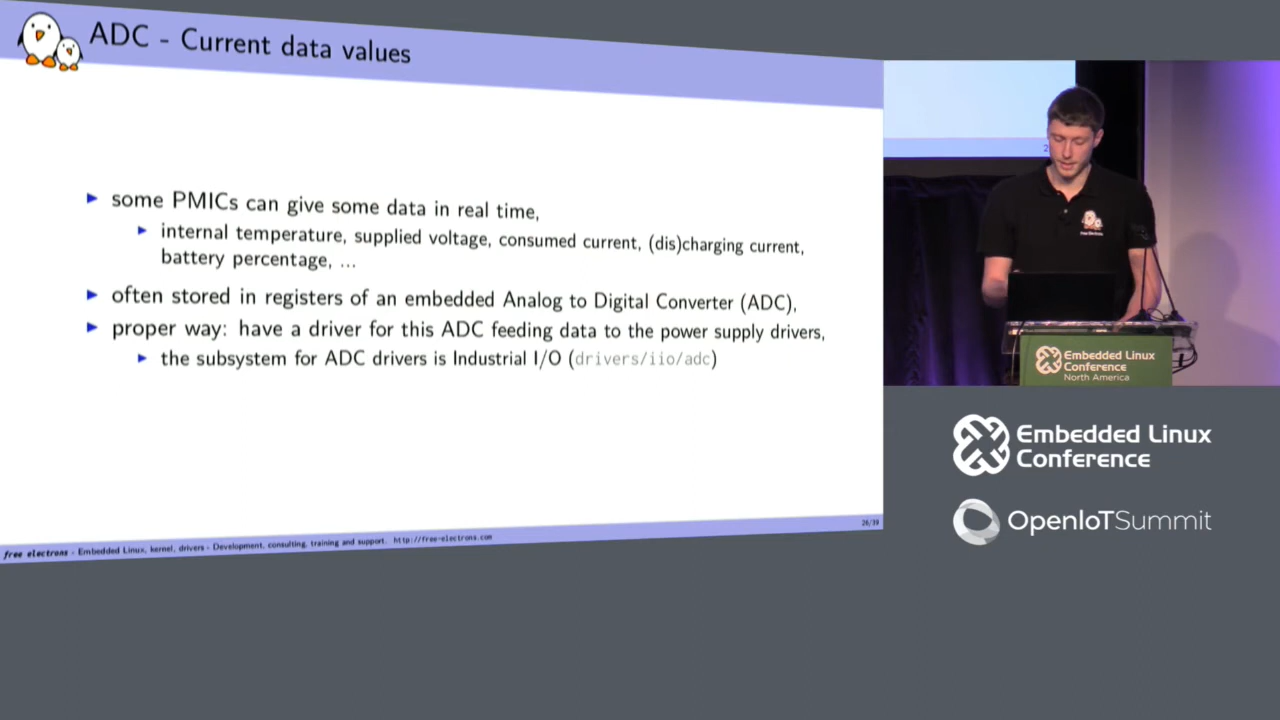 ADC - Current data values
▶ some PMICs can give some data in real time,
▶ internal temperature, supplied voltage, consumed current, (dis)charging current,
battery percentage, ...
▶ often stored in registers of an embedded Analog to Digital Converter (ADC),
▶ proper way: have a driver for this ADC feeding data to the power supply drivers,
▶ the subsystem for ADC drivers is Industrial I/O (drivers/iio/adc)
26/39
free electrons - Embedded Linux, kernel, drivers - Development, consulting, training and support. http://free-electrons.com
Free Electrons
Embedded Linux
Conference
North America
Embedded Linux
Conference
OpenIoTSummit